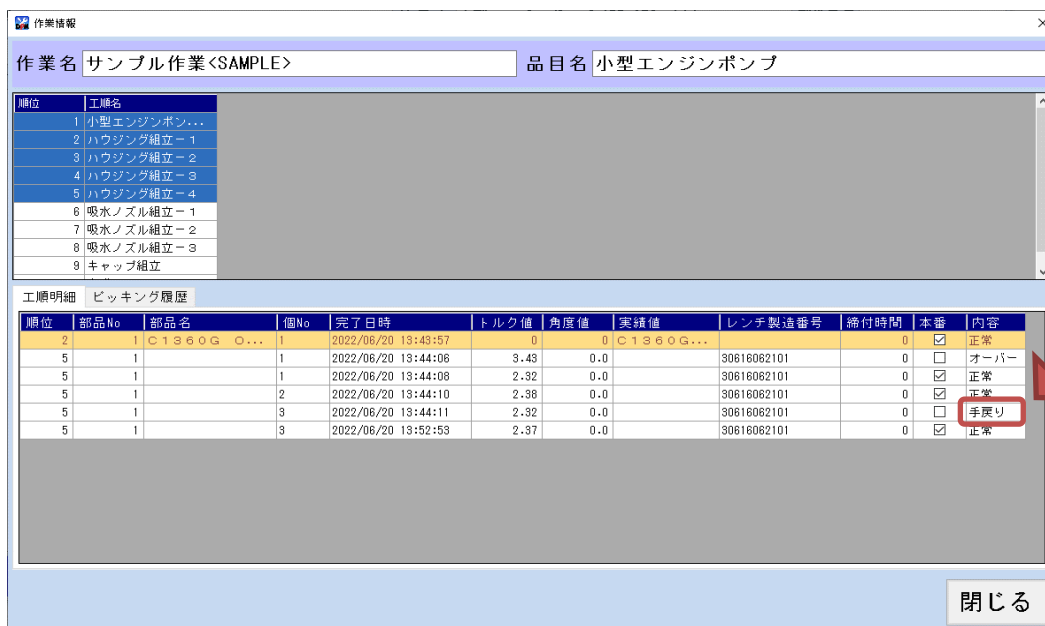 作業情報
作業名 サンプル作業<SAMPLE> 品目名 小型エンジンポンプ
順位 工順名
1 小型エンジンポン...
2 ハウジング組立－１
3 ハウジング組立－２
4 ハウジング組立－３
5 ハウジング組立－４
6 吸水ノズル組立－１
7 吸水ノズル組立－２
8 吸水ノズル組立－３
9 キャップ組立
工順明細 ピッキング履歴
順位 部品No 部品名 個No 完了日時 トルク値 角度値 実績値 レンチ製造番号 締付時間 本番 内容
2 1 Ｃ１３６０Ｇ　Ｏ... 1 2022/06/20 13:43:57 0 0 Ｃ１３６０Ｇ... 0 ☑ 正常
5 1 1 2022/06/20 13:44:06 3.43 0.0 30616062101 0 ☐ オーバー
5 1 1 2022/06/20 13:44:08 2.32 0.0 30616062101 0 ☑ 正常
5 1 2 2022/06/20 13:44:10 2.38 0.0 30616062101 0 ☑ 正常
5 1 3 2022/06/20 13:44:11 2.32 0.0 30616062101 0 ☐ 手戻り
5 1 3 2022/06/20 13:52:53 2.37 0.0 30616062101 0 ☑ 正常
閉じる